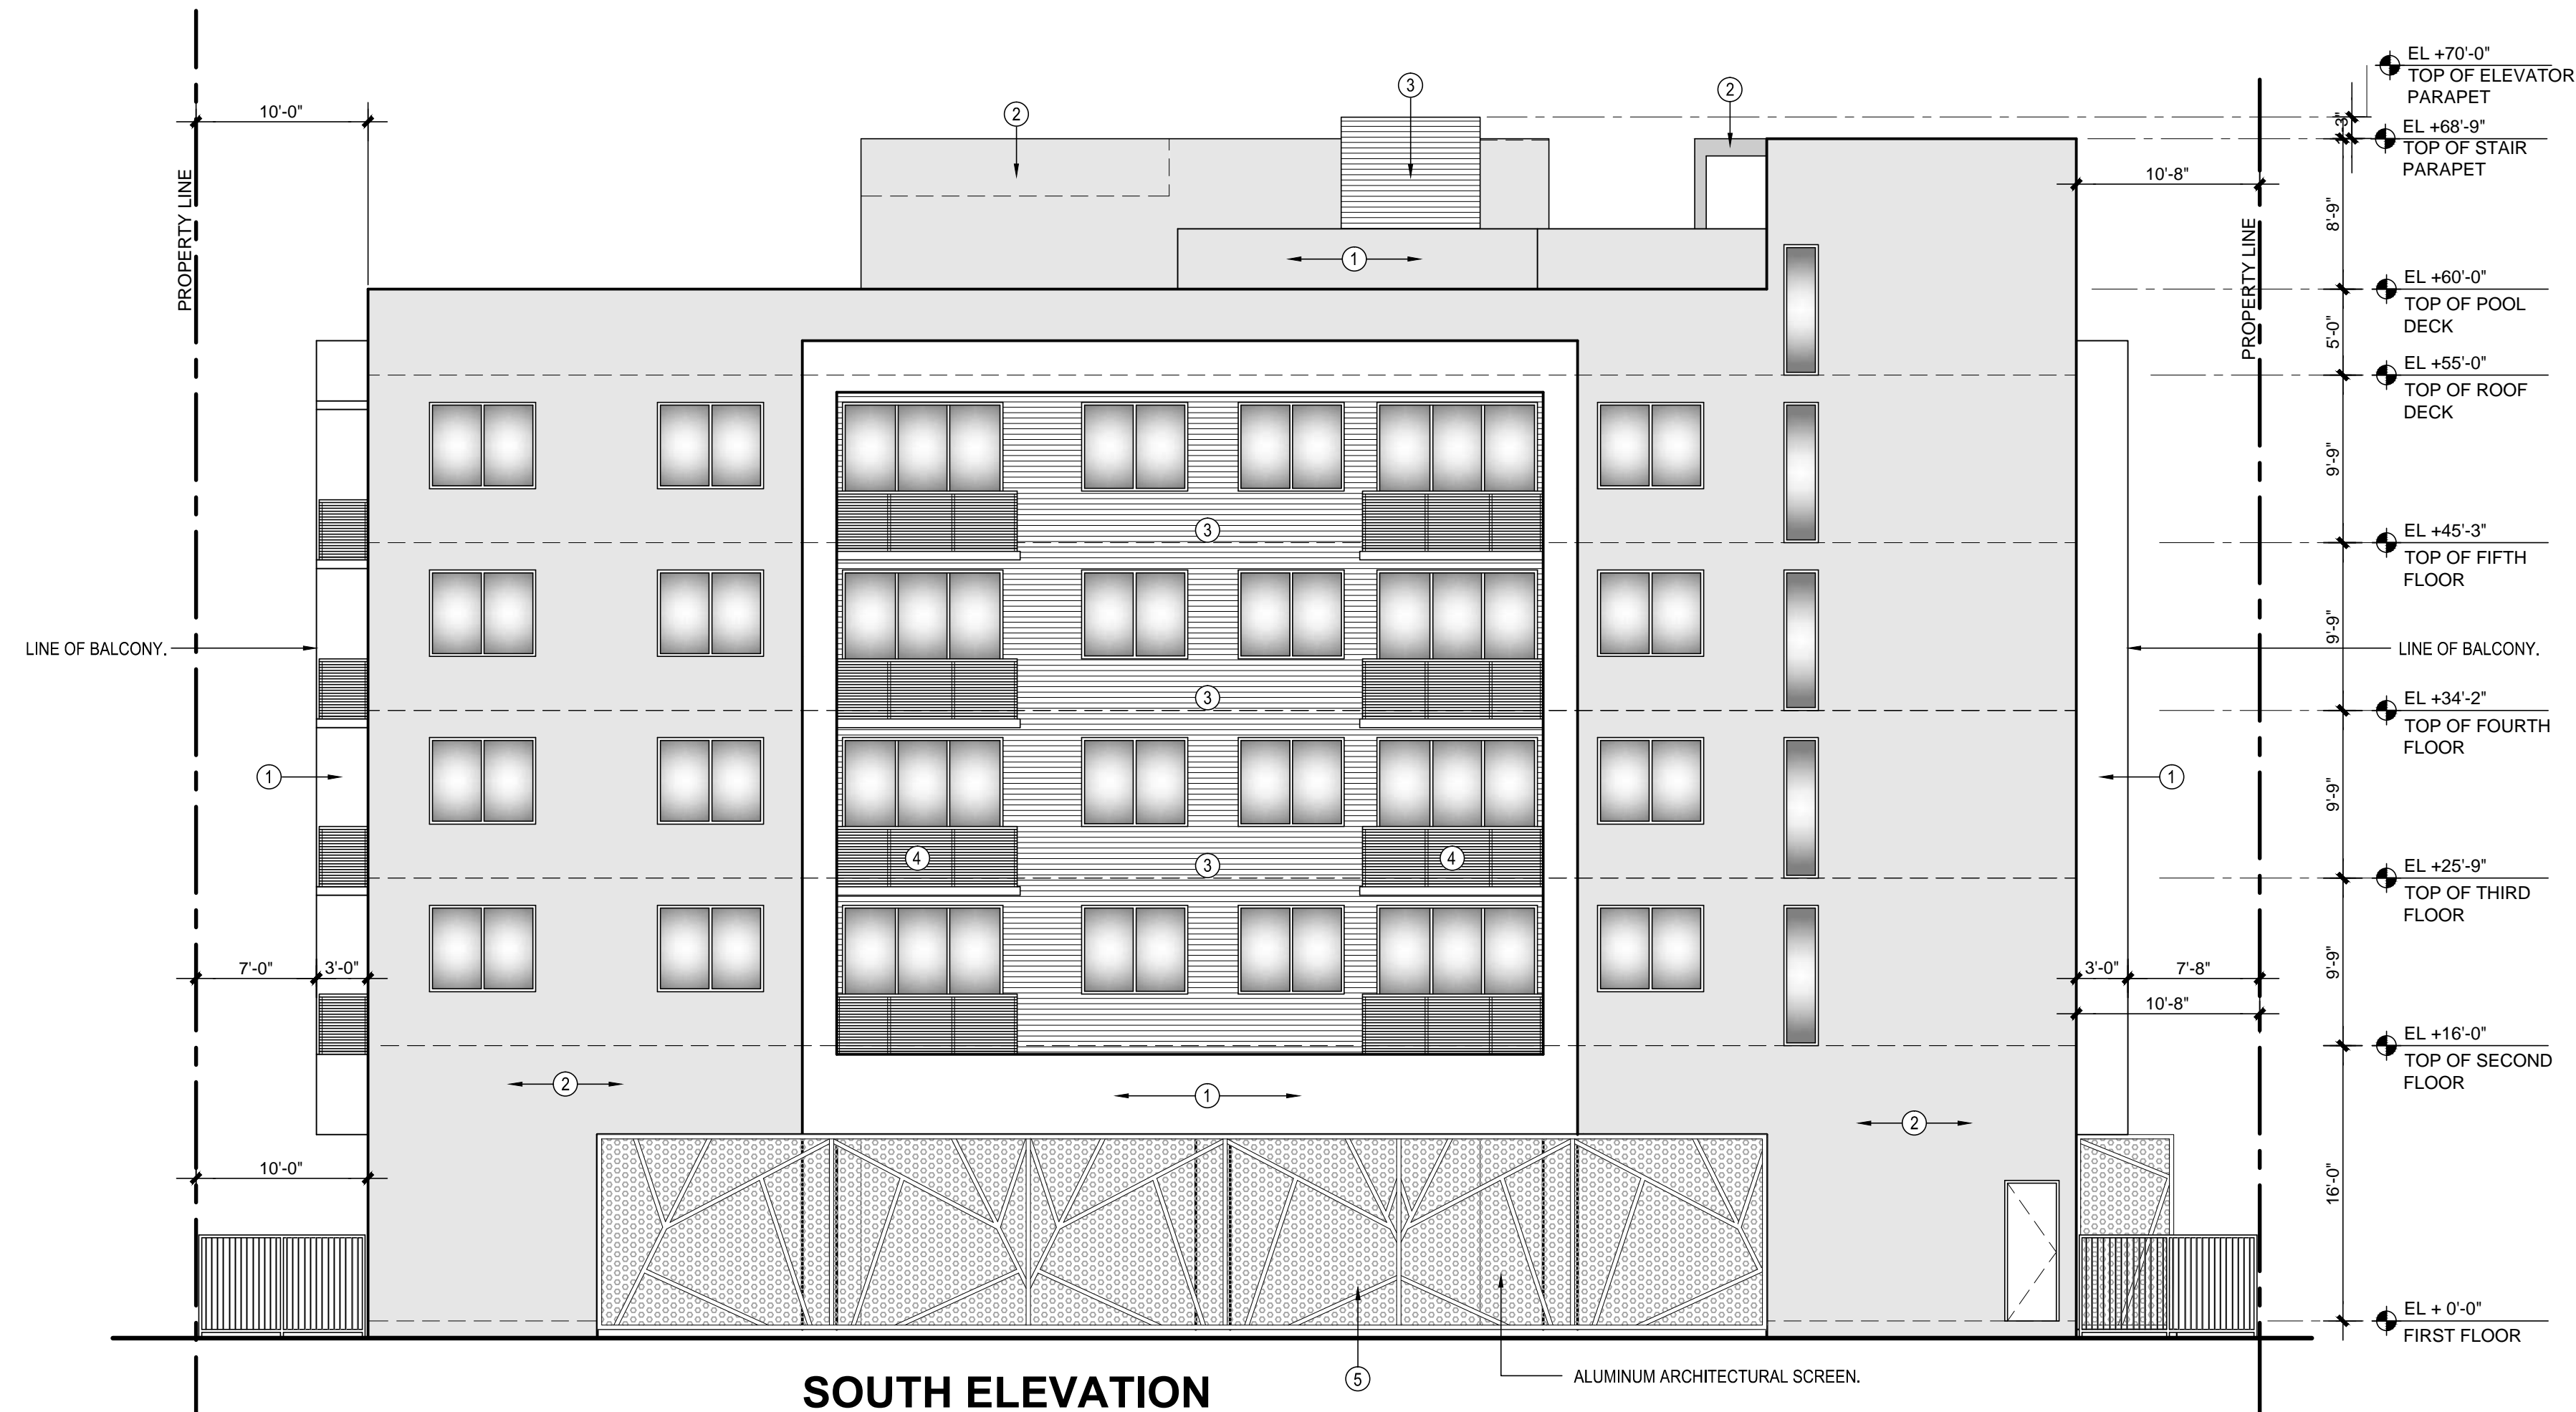 EL +70'-0"
TOP OF ELEVATOR
PARAPET
3
2
2
10'-0"
EL +68'-9"
TOP OF STAIR
PARAPET
10'-8"
PROPERTY LINE
PROPERTY LINE
8'-9"
1
EL +60'-0"
TOP OF POOL
DECK
5'-0"
EL +55'-0"
TOP OF ROOF
DECK
9'-9"
3
EL +45'-3"
TOP OF FIFTH
FLOOR
9'-9"
LINE OF BALCONY.
LINE OF BALCONY.
3
EL +34'-2"
TOP OF FOURTH
FLOOR
1
1
9'-9"
4
3
4
EL +25'-9"
TOP OF THIRD
FLOOR
7'-0"
3'-0"
3'-0"
7'-8"
9'-9"
10'-8"
EL +16'-0"
TOP OF SECOND
FLOOR
2
1
2
10'-0"
16'-0"
EL + 0'-0"
FIRST FLOOR
5
ALUMINUM ARCHITECTURAL SCREEN.
SOUTH ELEVATION